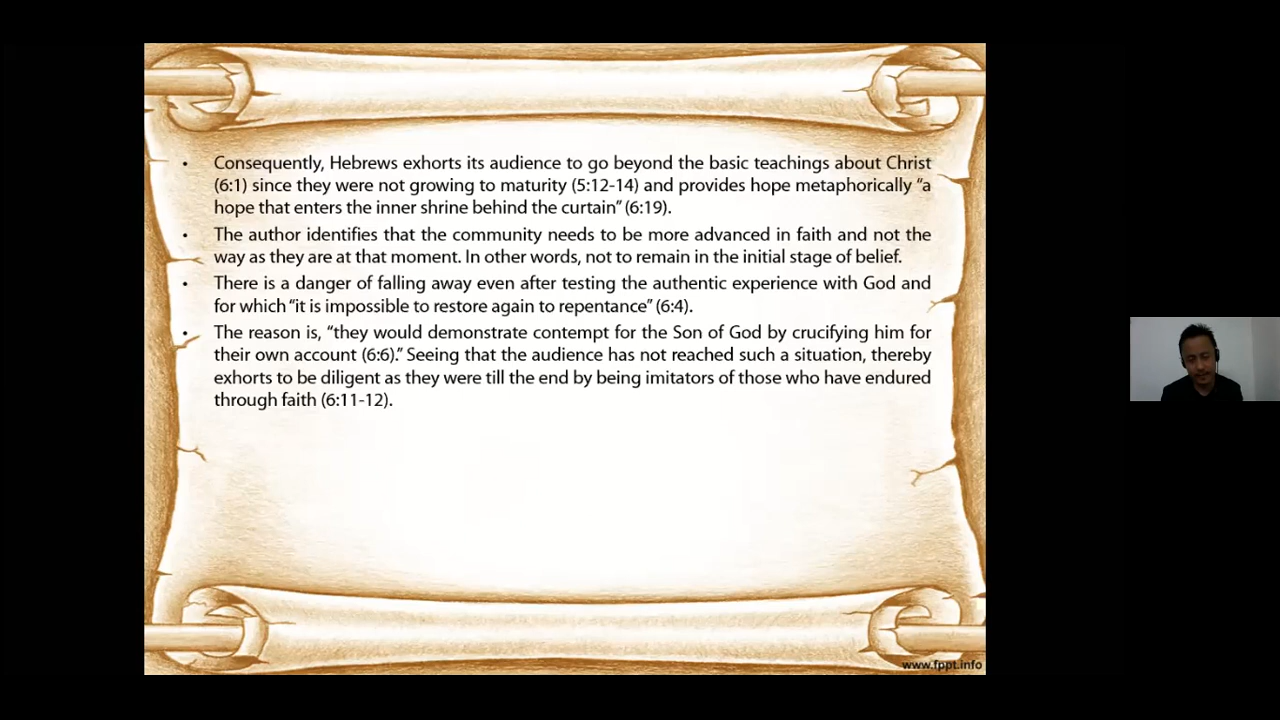 • Consequently, Hebrews exhorts its audience to go beyond the basic teachings about Christ
(6:1) since they were not growing to maturity (5:12-14) and provides hope metaphorically “a
hope that enters the inner shrine behind the curtain” (6:19).
• The author identifies that the community needs to be more advanced in faith and not the
way as they are at that moment. In other words, not to remain in the initial stage of belief.
• There is a danger of falling away even after testing the authentic experience with God and
for which “it is impossible to restore again to repentance” (6:4).
• The reason is, “they would demonstrate contempt for the Son of God by crucifying him for
their own account (6:6).” Seeing that the audience has not reached such a situation, thereby
exhorts to be diligent as they were till the end by being imitators of those who have endured
through faith (6:11-12).
www.fppt.info